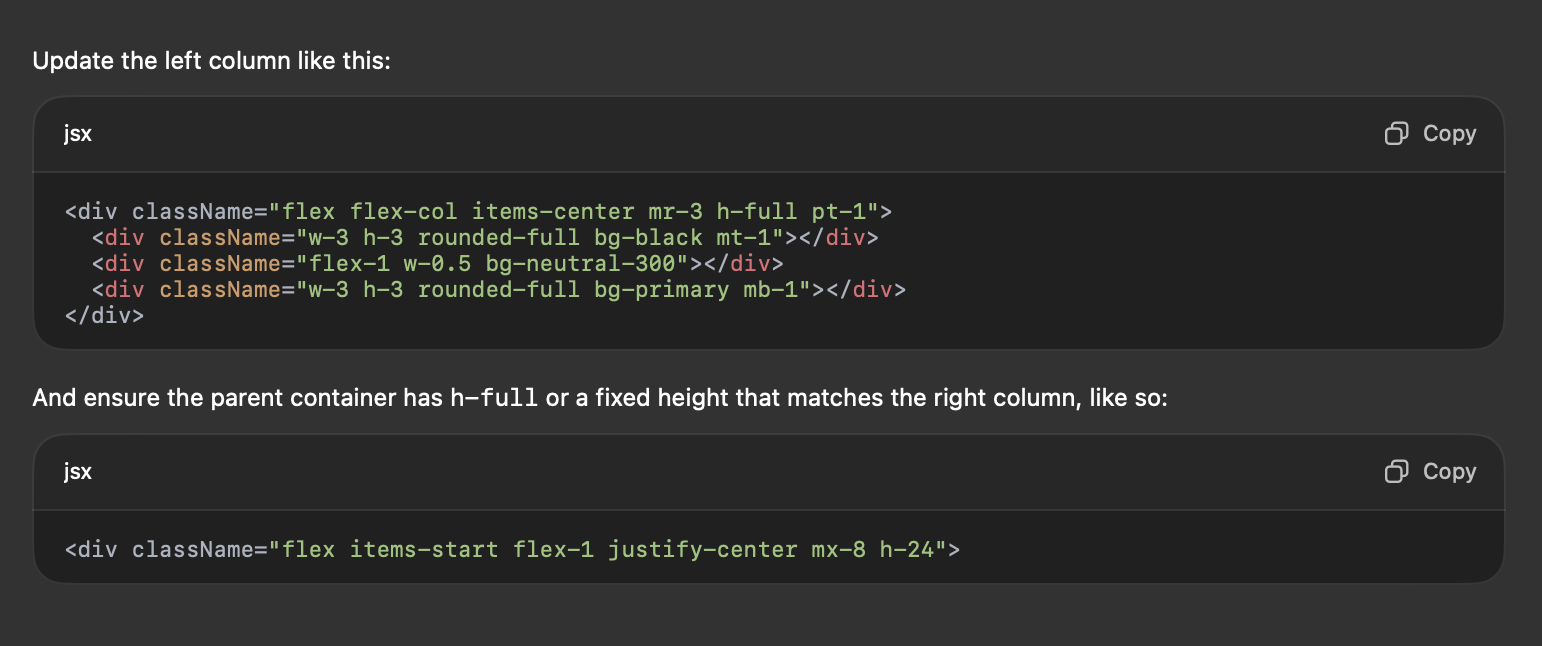 Update the left column like this:
jsx
Copy
<div className="flex flex-col items-center mr-3 h-full pt-1">
  <div className="w-3 h-3 rounded-full bg-black mt-1"></div>
  <div className="flex-1 w-0.5 bg-neutral-300"></div>
  <div className="w-3 h-3 rounded-full bg-primary mb-1"></div>
</div>
And ensure the parent container has h-full or a fixed height that matches the right column, like so:
jsx
Copy
<div className="flex items-start flex-1 justify-center mx-8 h-24">